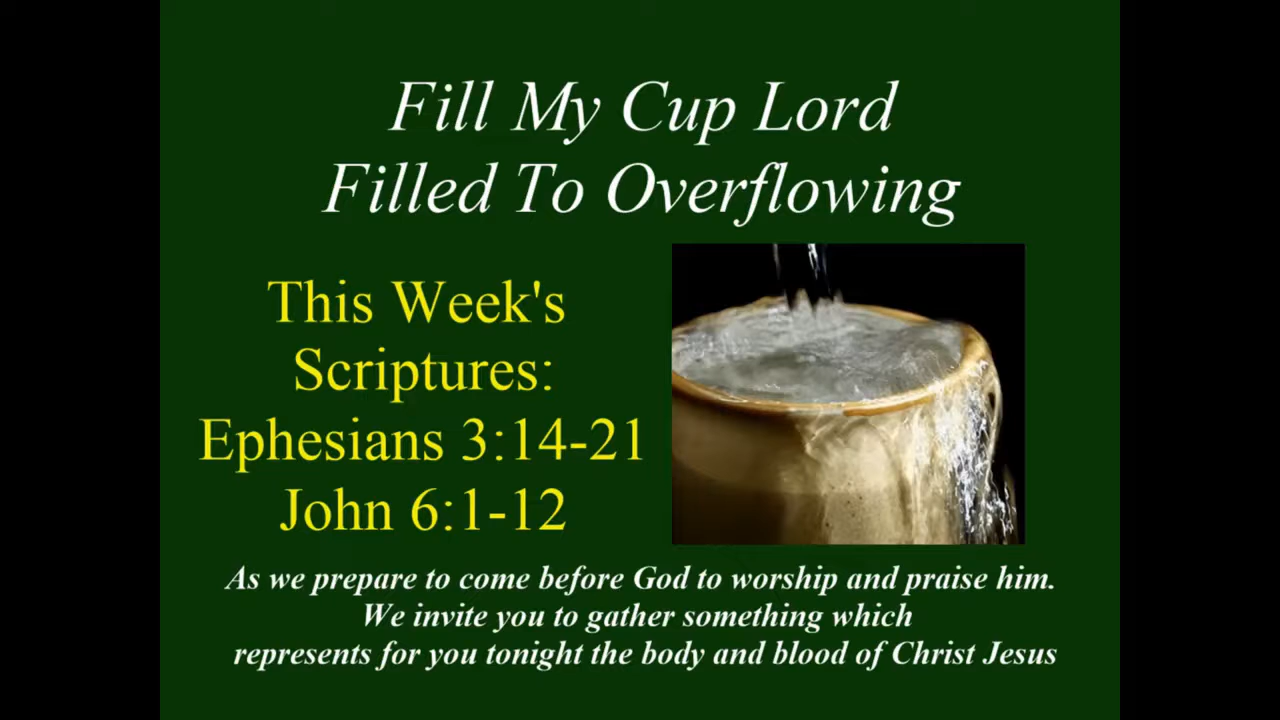 Fill My Cup Lord
Filled To Overflowing
This Week's
Scriptures:
Ephesians 3:14-21
John 6:1-12
As we prepare to come before God to worship and praise him.
We invite you to gather something which
represents for you tonight the body and blood of Christ Jesus